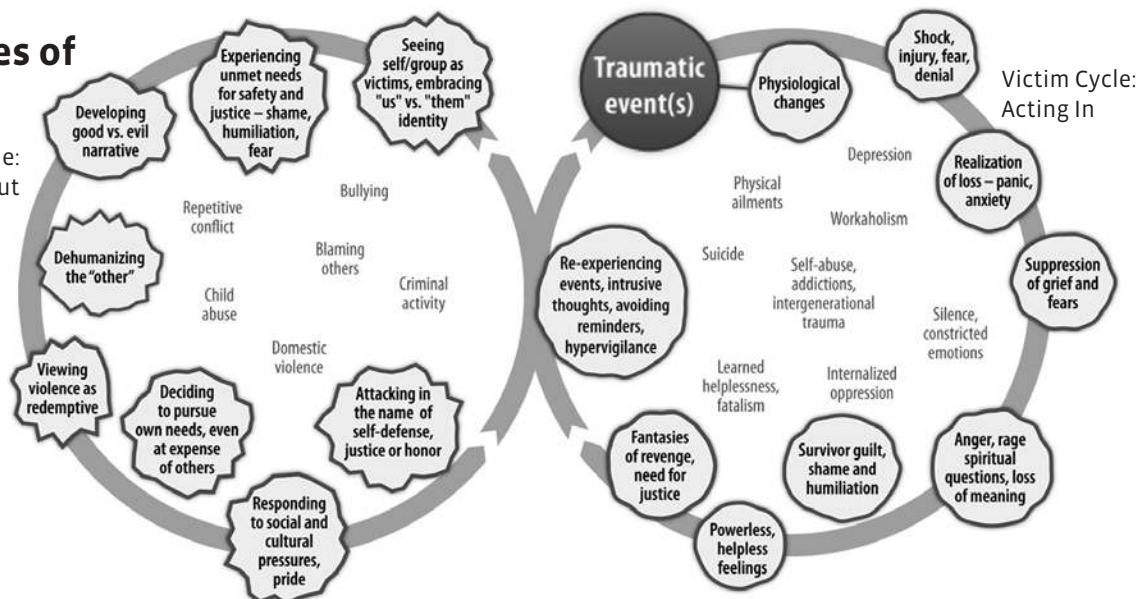 es of
e:
ut
Experiencing
unmet needs
for safety and
justice – shame,
humiliation,
fear
Seeing
self/group as
victims, embracing
"us" vs. "them"
identity
Developing
good vs. evil
narrative
Dehumanizing
the "other"
Viewing
violence as
redemptive
Deciding
to pursue
own needs, even
at expense
of others
Responding
to social and
cultural
pressures,
pride
Attacking in
the name of
self-defense,
justice or honor
Bullying
Repetitive
conflict
Blaming
others
Criminal
activity
Child
abuse
Domestic
violence
Traumatic
event(s)
Physiological
changes
Shock,
injury, fear,
denial
Victim Cycle:
Acting In
Realization
of loss – panic,
anxiety
Suppression
of grief and
fears
Anger, rage
spiritual
questions, loss
of meaning
Survivor guilt,
shame and
humiliation
Powerless,
helpless
feelings
Fantasies
of revenge,
need for
justice
Re-experiencing
events, intrusive
thoughts, avoiding
reminders,
hypervigilance
Depression
Physical
ailments
Workaholism
Suicide
Self-abuse,
addictions,
intergenerational
trauma
Silence,
constricted
emotions
Learned
helplessness,
fatalism
Internalized
oppression